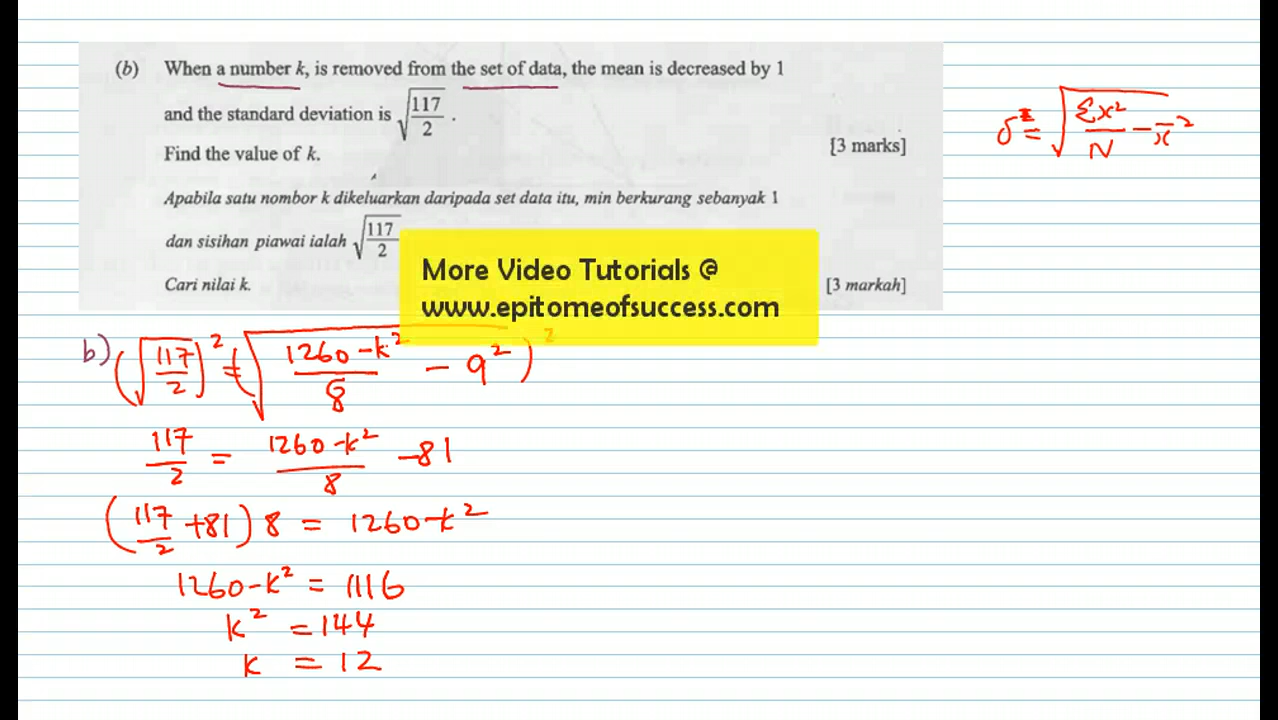 (b) When a number k, is removed from the set of data, the mean is decreased by 1
and the standard deviation is √(117/2) .
Find the value of k. [3 marks]
σ² = √(Σx²/N − x̄²)
Apabila satu nombor k dikeluarkan daripada set data itu, min berkurang sebanyak 1
dan sisihan piawai ialah √(117/2)
Cari nilai k. [3 markah]
More Video Tutorials @
www.epitomeofsuccess.com
b) (√(117/2))² = (√((1260-k²)/8 - 9²))²
117/2 = (1260-k²)/8 -81
(117/2 +81) 8 = 1260-k²
1260-k² = 1116
k² = 144
k = 12